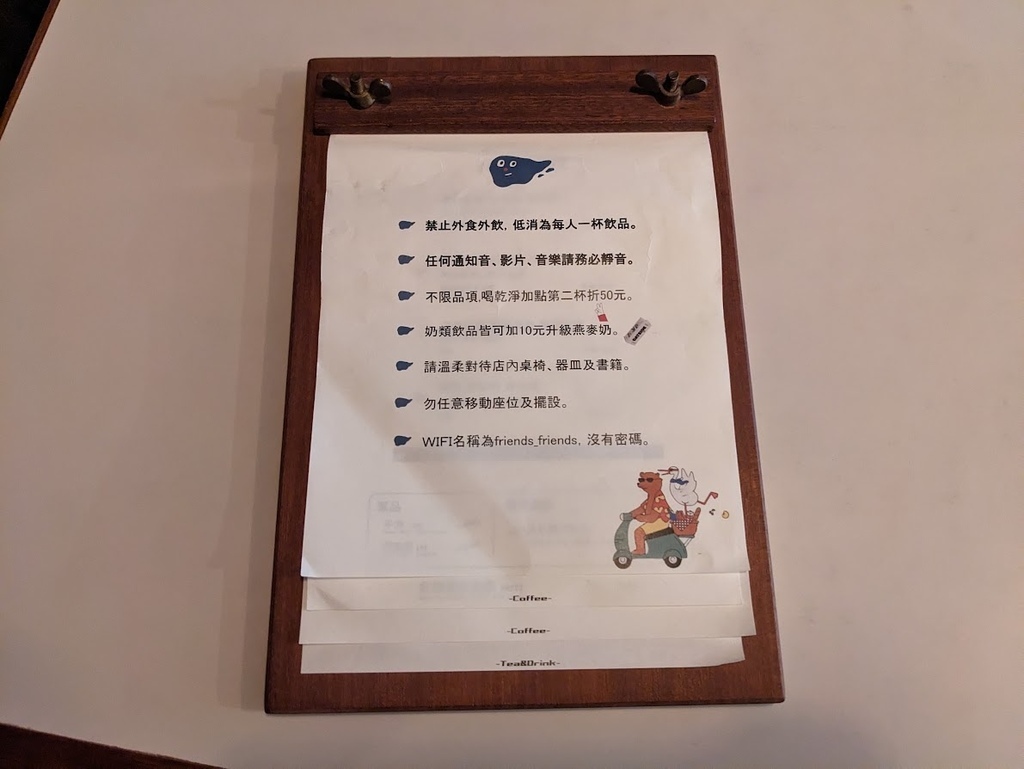 禁止外食外飲, 低消為每人一杯飲品。
任何通知音、影片、音樂請務必靜音。
不限品項,喝乾淨加點第二杯折50元。
奶類飲品皆可加10元升級燕麥奶。
請溫柔對待店內桌椅、器皿及書籍。
勿任意移動座位及擺設。
WIFI名稱為friends_friends, 沒有密碼。
-Coffee-
-Coffee-
-Tea&Drink-